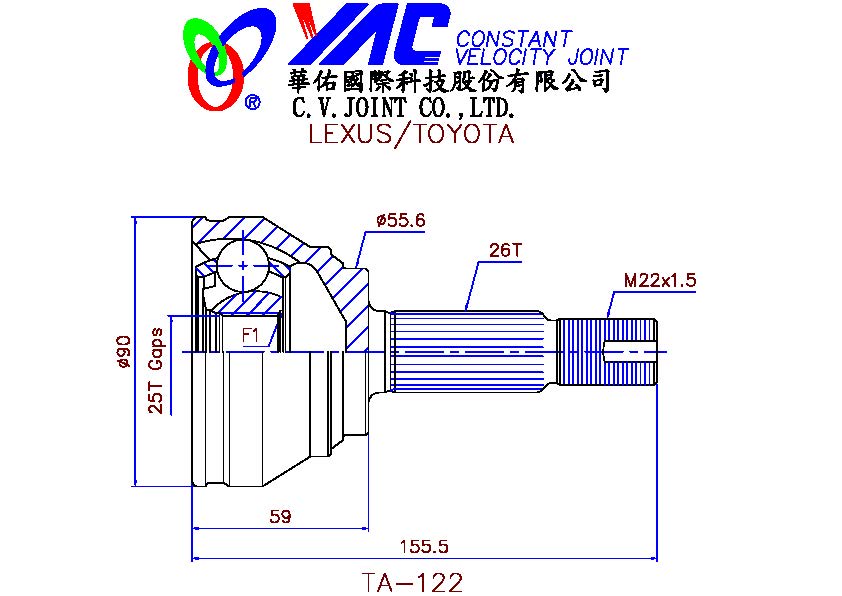 YAC CONSTANT
VELOCITY JOINT
®
華佑國際科技股份有限公司
C.V.JOINT CO.,LTD.
LEXUS/TOYOTA
ø55.6
26T
M22x1.5
F1
ø90
25T Gaps
59
155.5
TA-122